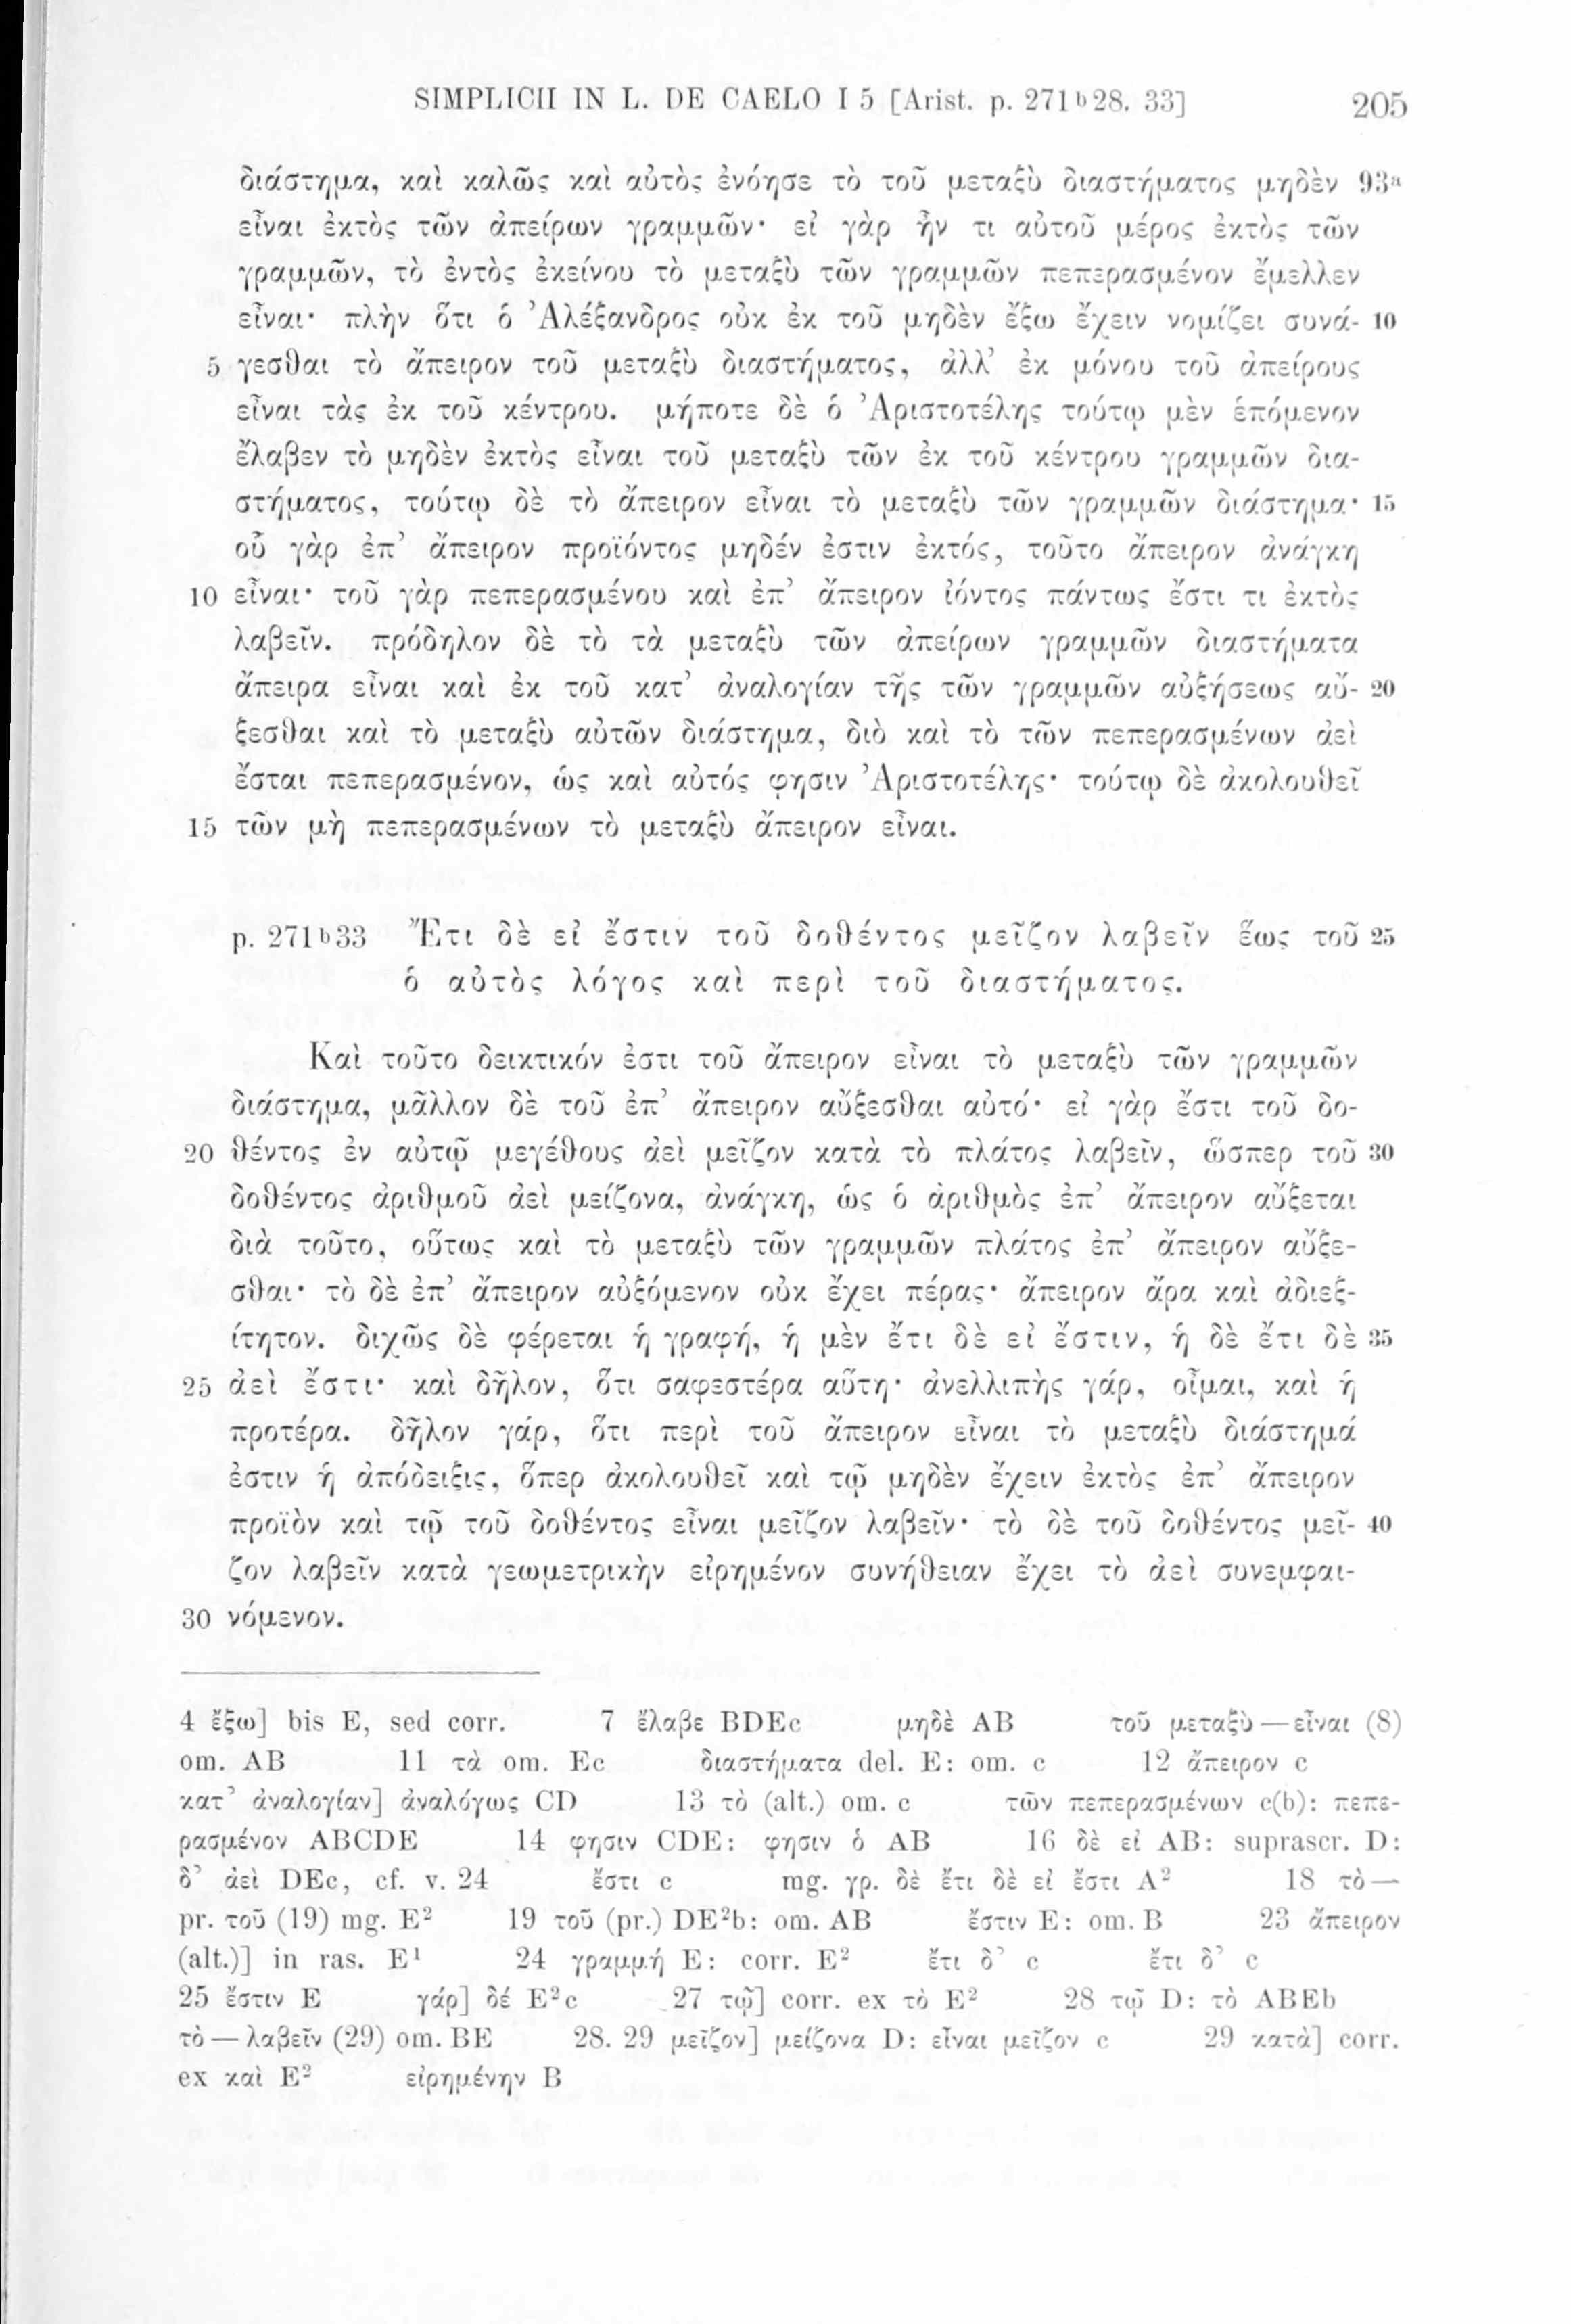 SIMPLICII IN L. DE CAELO I 5 [Arist. p. 271ᵇ28. 33] 205
διάστημα, καὶ καλῶς καὶ αὐτὸς ἐνόησε τὸ τοῦ μεταξὺ διαστήματος μηδὲν 93ᵃ
εἶναι ἐκτὸς τῶν ἀπείρων γραμμῶν· εἰ γὰρ ἦν τι αὐτοῦ μέρος ἐκτὸς τῶν
γραμμῶν, τὸ ἐντὸς ἐκείνου τὸ μεταξὺ τῶν γραμμῶν πεπερασμένον ἔμελλεν
εἶναι· πλὴν ὅτι ὁ Ἀλέξανδρος οὐκ ἐκ τοῦ μηδὲν ἔξω ἔχειν νομίζει συνά- 10
5 γεσθαι τὸ ἄπειρον τοῦ μεταξὺ διαστήματος, ἀλλ’ ἐκ μόνου τοῦ ἀπείρους
εἶναι τὰς ἐκ τοῦ κέντρου. μήποτε δὲ ὁ Ἀριστοτέλης τούτῳ μὲν ἑπόμενον
ἔλαβεν τὸ μηδὲν ἐκτὸς εἶναι τοῦ μεταξὺ τῶν ἐκ τοῦ κέντρου γραμμῶν δια-
στήματος, τούτῳ δὲ τὸ ἄπειρον εἶναι τὸ μεταξὺ τῶν γραμμῶν διάστημα· 15
οὗ γὰρ ἐπ’ ἄπειρον προϊόντος μηδέν ἐστιν ἐκτός, τοῦτο ἄπειρον ἀνάγκη
10 εἶναι· τοῦ γὰρ πεπερασμένου καὶ ἐπ’ ἄπειρον ἰόντος πάντως ἔστι τι ἐκτὸς
λαβεῖν. πρόδηλον δὲ τὸ τὰ μεταξὺ τῶν ἀπείρων γραμμῶν διαστήματα
ἄπειρα εἶναι καὶ ἐκ τοῦ κατ’ ἀναλογίαν τῆς τῶν γραμμῶν αὐξήσεως αὔ- 20
ξεσθαι καὶ τὸ μεταξὺ αὐτῶν διάστημα, διὸ καὶ τὸ τῶν πεπερασμένων ἀεὶ
ἔσται πεπερασμένον, ὡς καὶ αὐτός φησιν Ἀριστοτέλης· τούτῳ δὲ ἀκολουθεῖ
15 τῶν μὴ πεπερασμένων τὸ μεταξὺ ἄπειρον εἶναι.
p. 271ᵇ33 Ἔτι δὲ εἰ ἔστιν τοῦ δοθέντος μεῖζον λαβεῖν ἕως τοῦ 25
ὁ αὐτὸς λόγος καὶ περὶ τοῦ διαστήματος.
Καὶ τοῦτο δεικτικόν ἐστι τοῦ ἄπειρον εἶναι τὸ μεταξὺ τῶν γραμμῶν
διάστημα, μᾶλλον δὲ τοῦ ἐπ’ ἄπειρον αὔξεσθαι αὐτό· εἰ γὰρ ἔστι τοῦ δο-
20 θέντος ἐν αὐτῷ μεγέθους ἀεὶ μεῖζον κατὰ τὸ πλάτος λαβεῖν, ὥσπερ τοῦ 30
δοθέντος ἀριθμοῦ ἀεὶ μείζονα, ἀνάγκη, ὡς ὁ ἀριθμὸς ἐπ’ ἄπειρον αὔξεται
διὰ τοῦτο, οὕτως καὶ τὸ μεταξὺ τῶν γραμμῶν πλάτος ἐπ’ ἄπειρον αὔξε-
σθαι· τὸ δὲ ἐπ’ ἄπειρον αὐξόμενον οὐκ ἔχει πέρας· ἄπειρον ἄρα καὶ ἀδιεξ-
ίτητον. διχῶς δὲ φέρεται ἡ γραφή, ἡ μὲν ἔτι δὲ εἰ ἔστιν, ἡ δὲ ἔτι δὲ 35
25 ἀεὶ ἔστι· καὶ δῆλον, ὅτι σαφεστέρα αὕτη· ἀνελλιπὴς γάρ, οἶμαι, καὶ ἡ
προτέρα. δῆλον γάρ, ὅτι περὶ τοῦ ἄπειρον εἶναι τὸ μεταξὺ διάστημά
ἐστιν ἡ ἀπόδειξις, ὅπερ ἀκολουθεῖ καὶ τῷ μηδὲν ἔχειν ἐκτὸς ἐπ’ ἄπειρον
προϊὸν καὶ τῷ τοῦ δοθέντος εἶναι μεῖζον λαβεῖν· τὸ δὲ τοῦ δοθέντος μεῖ- 40
ζον λαβεῖν κατὰ γεωμετρικὴν εἰρημένον συνήθειαν ἔχει τὸ ἀεὶ συνεμφαι-
30 νόμενον.
4 ἔξω] bis E, sed corr. 7 ἔλαβε BDEc μηδὲ AB τοῦ μεταξὺ — εἶναι (8)
om. AB 11 τὰ om. Ec διαστήματα del. E: om. c 12 ἄπειρον c
κατ’ ἀναλογίαν] ἀναλόγως CD 13 τὸ (alt.) om. c τῶν πεπερασμένων c(b): πεπε-
ρασμένον ABCDE 14 φησιν CDE: φησιν ὁ AB 16 δὲ εἰ AB: suprascr. D:
δ’ ἀεὶ DEc, cf. v. 24 ἔστι c mg. γρ. δὲ ἔτι δὲ εἰ ἔστι A² 18 τὸ —
pr. τοῦ (19) mg. E² 19 τοῦ (pr.) DE²b: om. AB ἔστιν E: om. B 23 ἄπειρον
(alt.)] in ras. E¹ 24 γραμμή E: corr. E² ἔτι δ’ c ἔτι δ’ c
25 ἔστιν E γάρ] δέ E²c 27 τῷ] corr. ex τὸ E² 28 τῷ D: τὸ ABEb
τὸ — λαβεῖν (29) om. BE 28. 29 μεῖζον] μείζονα D: εἶναι μεῖζον c 29 κατὰ] corr.
ex καὶ E² εἰρημένην B